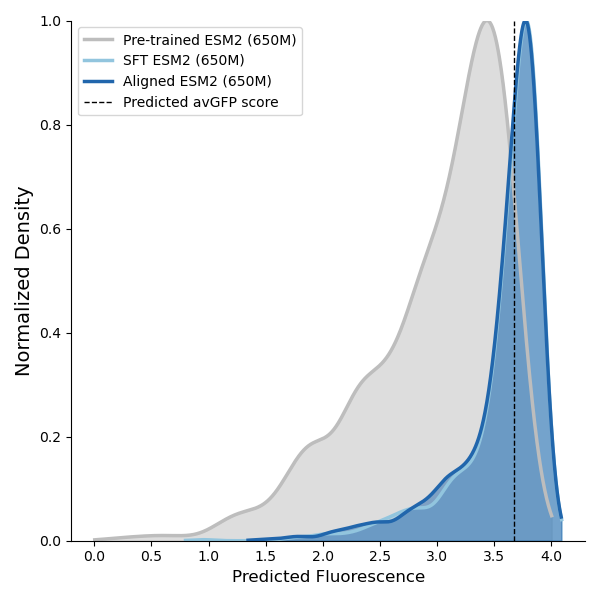 Pre-trained ESM2 (650M)
SFT ESM2 (650M)
Aligned ESM2 (650M)
Predicted avGFP score
Normalized Density
1.0
0.8
0.6
0.4
0.2
0.0
0.0 0.5 1.0 1.5 2.0 2.5 3.0 3.5 4.0
Predicted Fluorescence